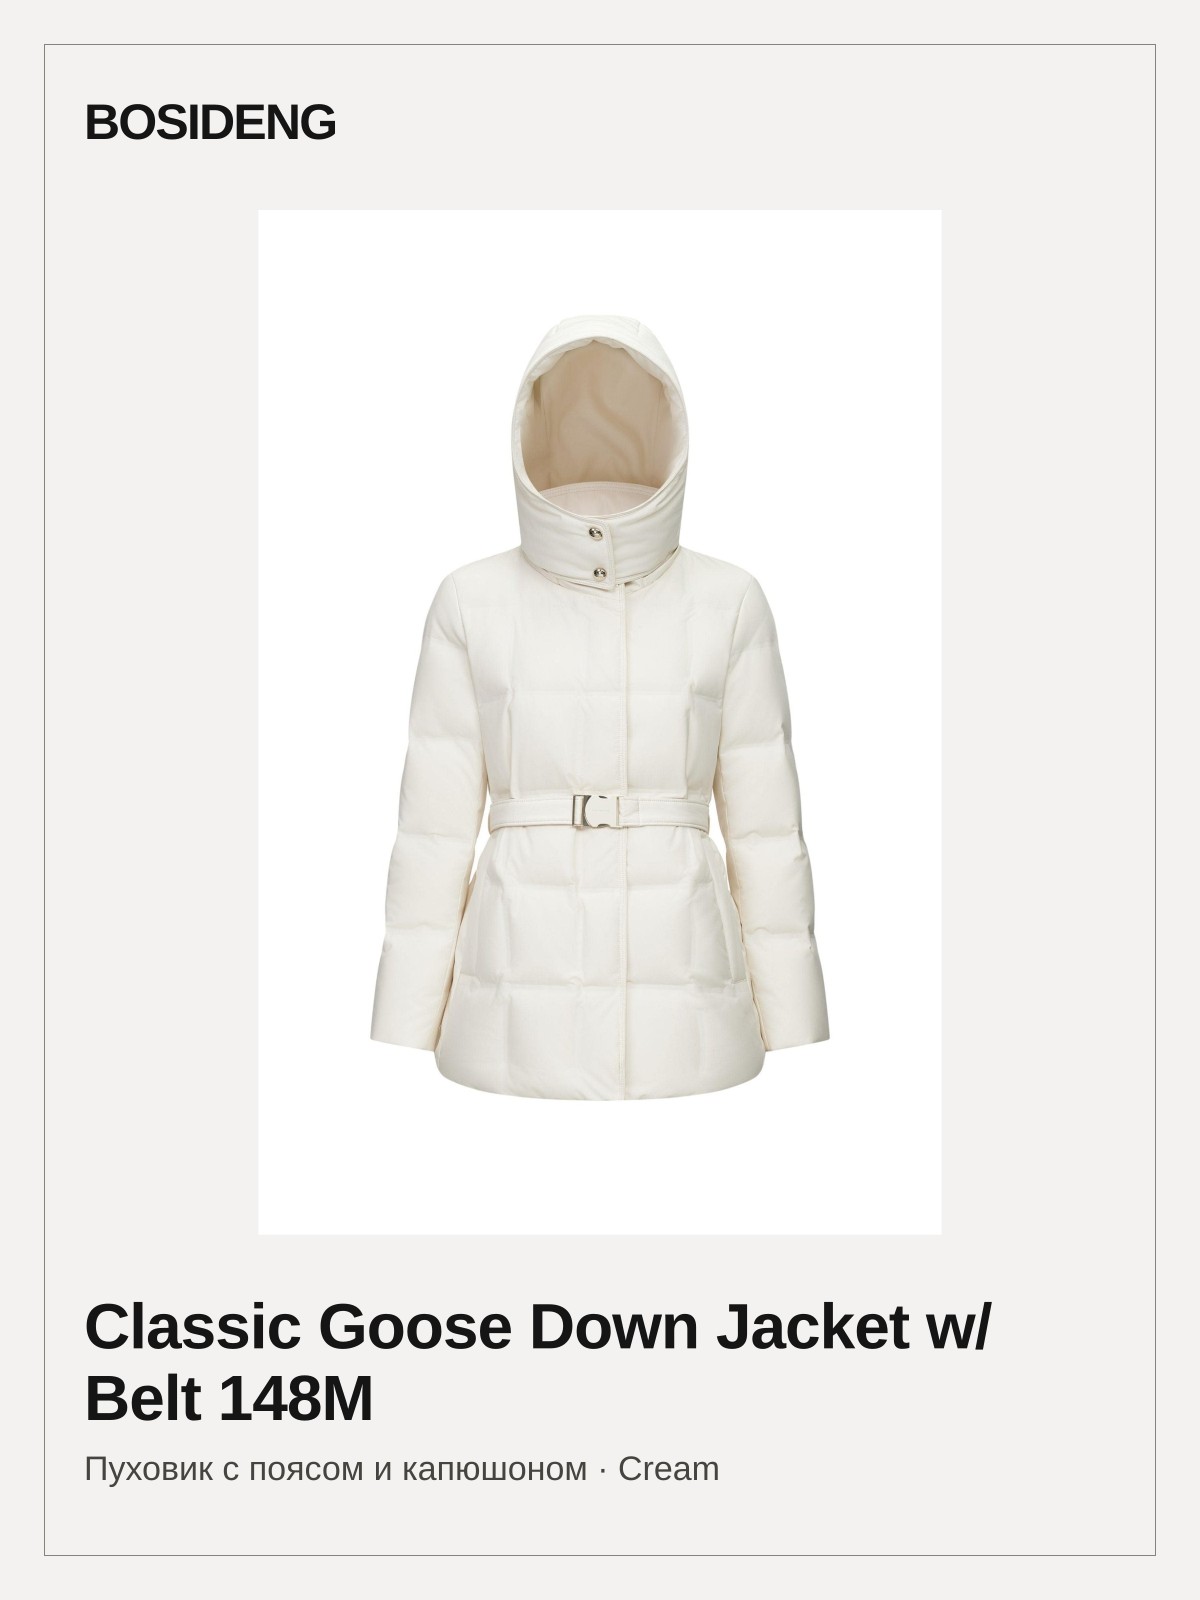 BOSIDENG
Classic Goose Down Jacket w/
Belt 148M
Пуховик с поясом и капюшоном · Cream